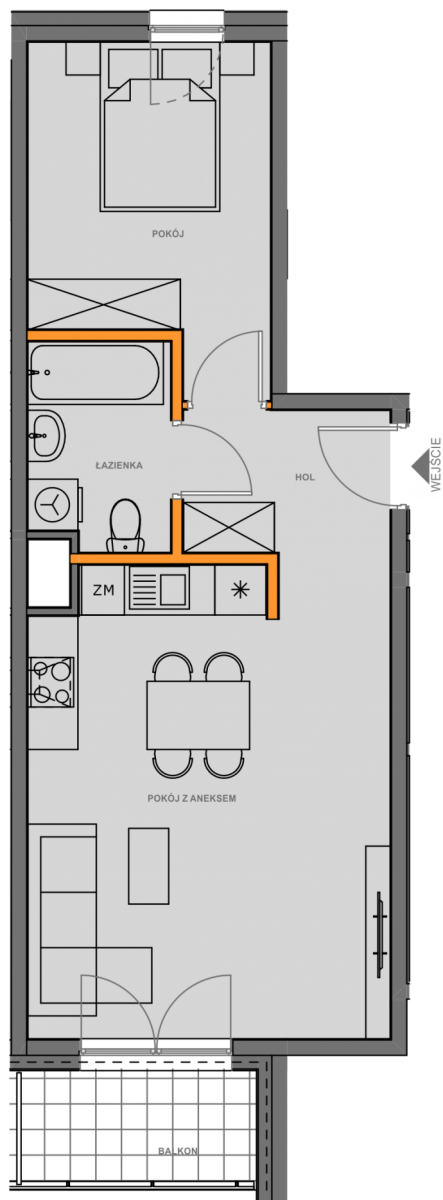 POKÓJ
WEJŚCIE
ŁAZIENKA
HOL
ZM
POKÓJ Z ANEKSEM
BALKON